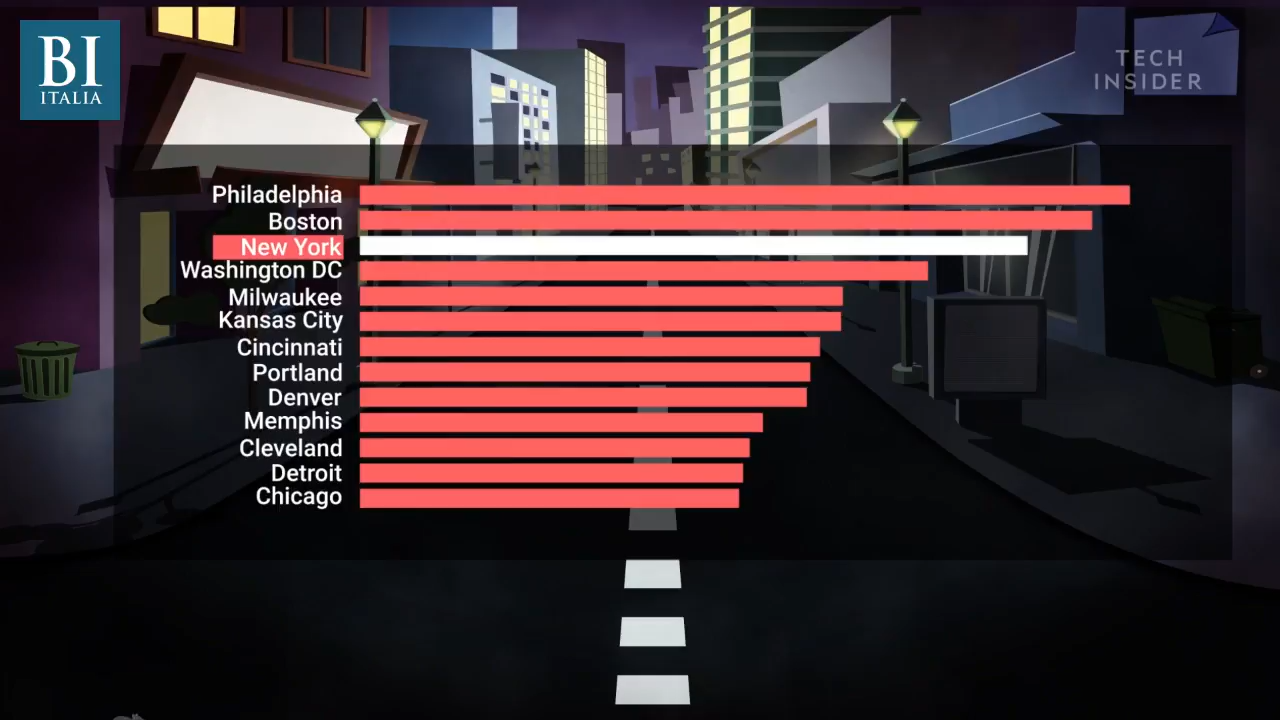 BI
ITALIA
TECH
INSIDER
Philadelphia
Boston
New York
Washington DC
Milwaukee
Kansas City
Cincinnati
Portland
Denver
Memphis
Cleveland
Detroit
Chicago